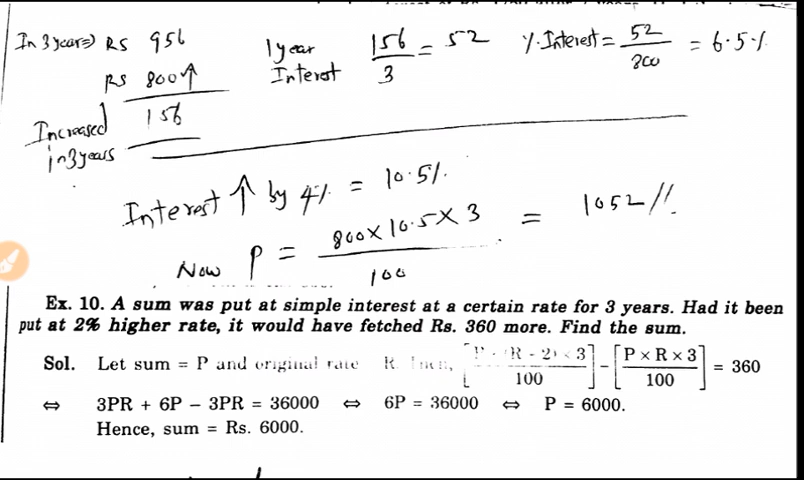 In 3 years ⇒ RS 956
RS 800 ↑
Increased in 3 years 156
1 year Interest 156/3 = 52
%. Interest = 52/800 = 6.5%
Interest ↑ by 4% = 10.5%
Now P = 800 × 10.5 × 3 / 100 = 1052 //.
Ex. 10. A sum was put at simple interest at a certain rate for 3 years. Had it been
put at 2% higher rate, it would have fetched Rs. 360 more. Find the sum.
Sol. Let sum = P and original rate R. Then, [ (R 2) × 3 / 100 ] – [ P × R × 3 / 100 ] = 360
⇔ 3PR + 6P – 3PR = 36000 ⇔ 6P = 36000 ⇔ P = 6000.
Hence, sum = Rs. 6000.